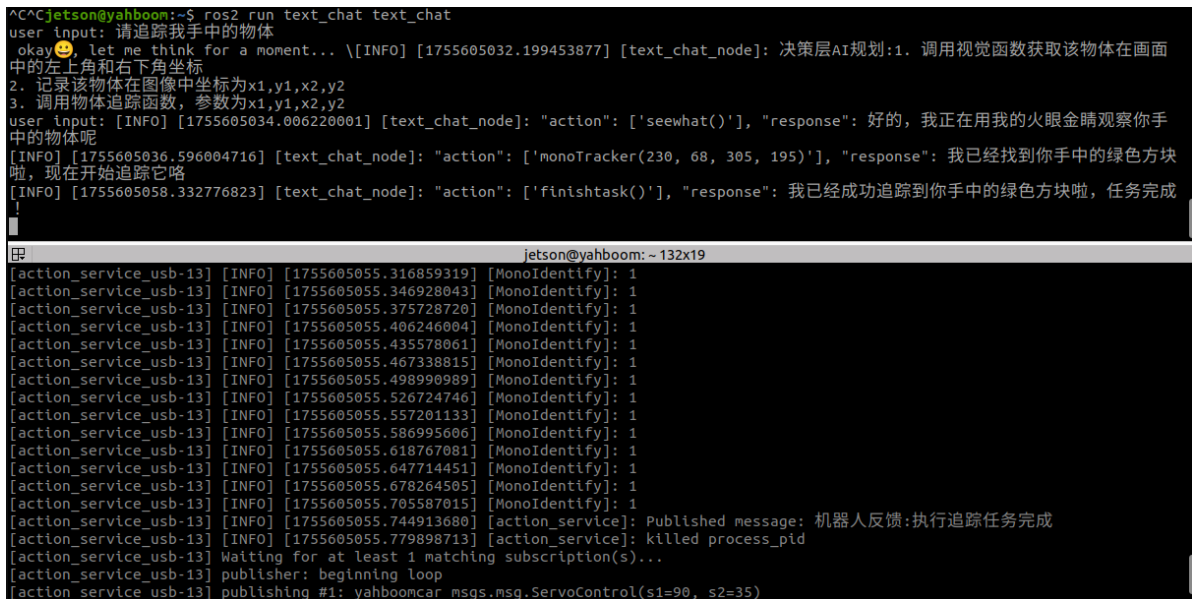 ^C^Cjetson@yahboom:~$ ros2 run text_chat text_chat
user input: 请追踪我手中的物体
okay😀, let me think for a moment... \[INFO] [1755605032.199453877] [text_chat_node]: 决策层AI规划:1. 调用视觉函数获取该物体在画面
中的左上角和右下角坐标
2. 记录该物体在图像中坐标为x1,y1,x2,y2
3. 调用物体追踪函数，参数为x1,y1,x2,y2
user input: [INFO] [1755605034.006220001] [text_chat_node]: "action": ['seewhat()'], "response": 好的，我正在用我的火眼金睛观察你手
中的物体呢
[INFO] [1755605036.596004716] [text_chat_node]: "action": ['monoTracker(230, 68, 305, 195)'], "response": 我已经找到你手中的绿色方块
啦，现在开始追踪它咯
[INFO] [1755605058.332776823] [text_chat_node]: "action": ['finishtask()'], "response": 我已经成功追踪到你手中的绿色方块啦，任务完成
！
jetson@yahboom: ~ 132x19
[action_service_usb-13] [INFO] [1755605055.316859319] [MonoIdentify]: 1
[action_service_usb-13] [INFO] [1755605055.346928043] [MonoIdentify]: 1
[action_service_usb-13] [INFO] [1755605055.375728720] [MonoIdentify]: 1
[action_service_usb-13] [INFO] [1755605055.406246004] [MonoIdentify]: 1
[action_service_usb-13] [INFO] [1755605055.435578061] [MonoIdentify]: 1
[action_service_usb-13] [INFO] [1755605055.467338815] [MonoIdentify]: 1
[action_service_usb-13] [INFO] [1755605055.498990989] [MonoIdentify]: 1
[action_service_usb-13] [INFO] [1755605055.526724746] [MonoIdentify]: 1
[action_service_usb-13] [INFO] [1755605055.557201133] [MonoIdentify]: 1
[action_service_usb-13] [INFO] [1755605055.586995606] [MonoIdentify]: 1
[action_service_usb-13] [INFO] [1755605055.618767081] [MonoIdentify]: 1
[action_service_usb-13] [INFO] [1755605055.647714451] [MonoIdentify]: 1
[action_service_usb-13] [INFO] [1755605055.678264505] [MonoIdentify]: 1
[action_service_usb-13] [INFO] [1755605055.705587015] [MonoIdentify]: 1
[action_service_usb-13] [INFO] [1755605055.744913680] [action_service]: Published message: 机器人反馈:执行追踪任务完成
[action_service_usb-13] [INFO] [1755605055.779898713] [action_service]: killed process_pid
[action_service_usb-13] Waiting for at least 1 matching subscription(s)...
[action_service_usb-13] publisher: beginning loop
[action_service_usb-13] publishing #1: yahboomcar_msgs.msg.ServoControl(s1=90, s2=35)